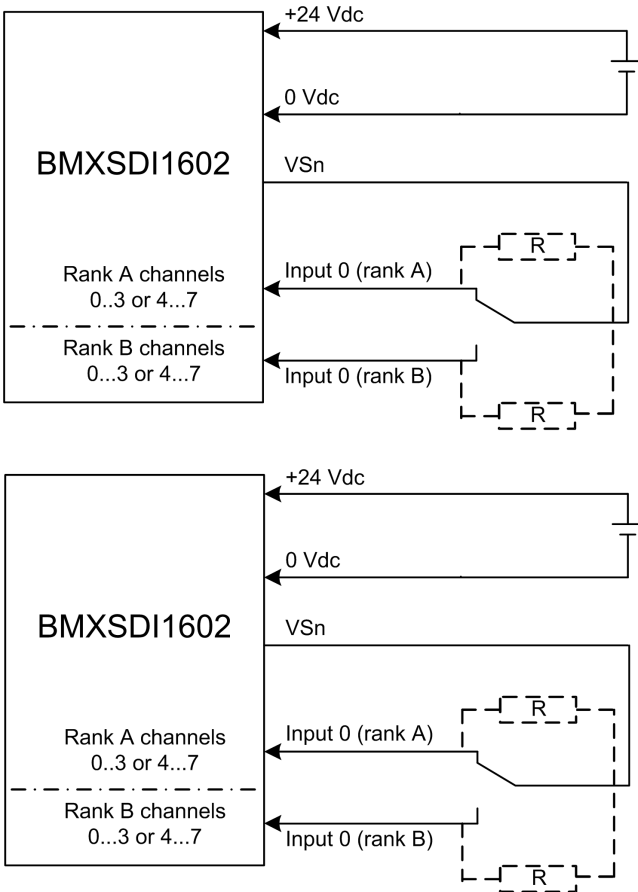 +24 Vdc
0 Vdc
BMXSDI1602
VSn
R
Input 0 (rank A)
Rank A channels
0..3 or 4...7
Rank B channels
0...3 or 4...7
Input 0 (rank B)
R
+24 Vdc
0 Vdc
BMXSDI1602
VSn
R
Input 0 (rank A)
Rank A channels
0..3 or 4...7
Rank B channels
0...3 or 4...7
Input 0 (rank B)
R